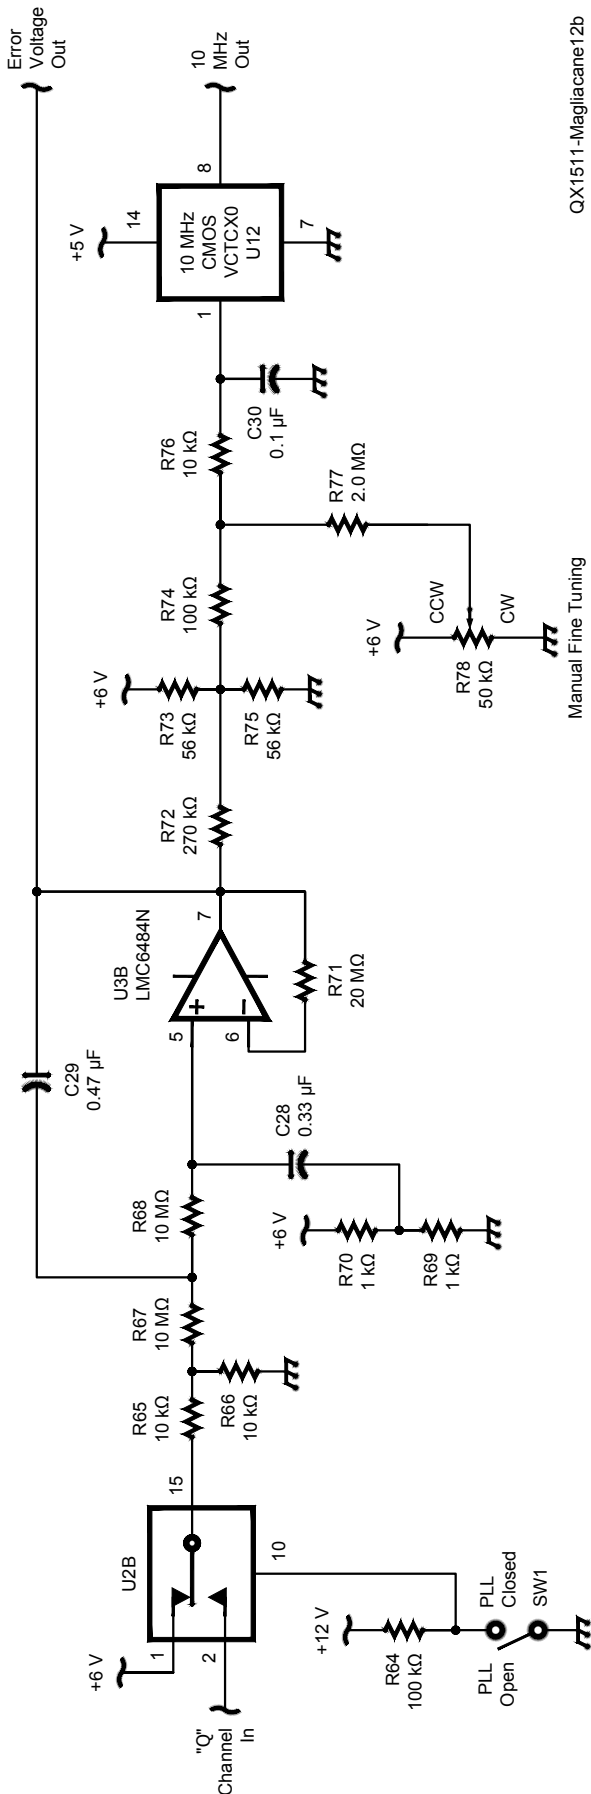 "Q"
Channel
In
+6 V
1
2
U2B
15
10
+12 V
R64
100 kΩ
PLL
Open
PLL
Closed
SW1
R65
10 kΩ
R66
10 kΩ
R67
10 MΩ
R68
10 MΩ
+6 V
R70
1 kΩ
R69
1 kΩ
C28
0.33 µF
C29
0.47 µF
5
6
+
–
U3B
LMC6484N
7
R71
20 MΩ
R72
270 kΩ
+6 V
R73
56 kΩ
R75
56 kΩ
R74
100 kΩ
R76
10 kΩ
R77
2.0 MΩ
+6 V
CCW
CW
R78
50 kΩ
Manual Fine Tuning
C30
0.1 µF
1
+5 V
14
10 MHz
CMOS
VCTCX0
U12
7
8
Error
Voltage
Out
10
MHz
Out
QX1511-Magliacane12b